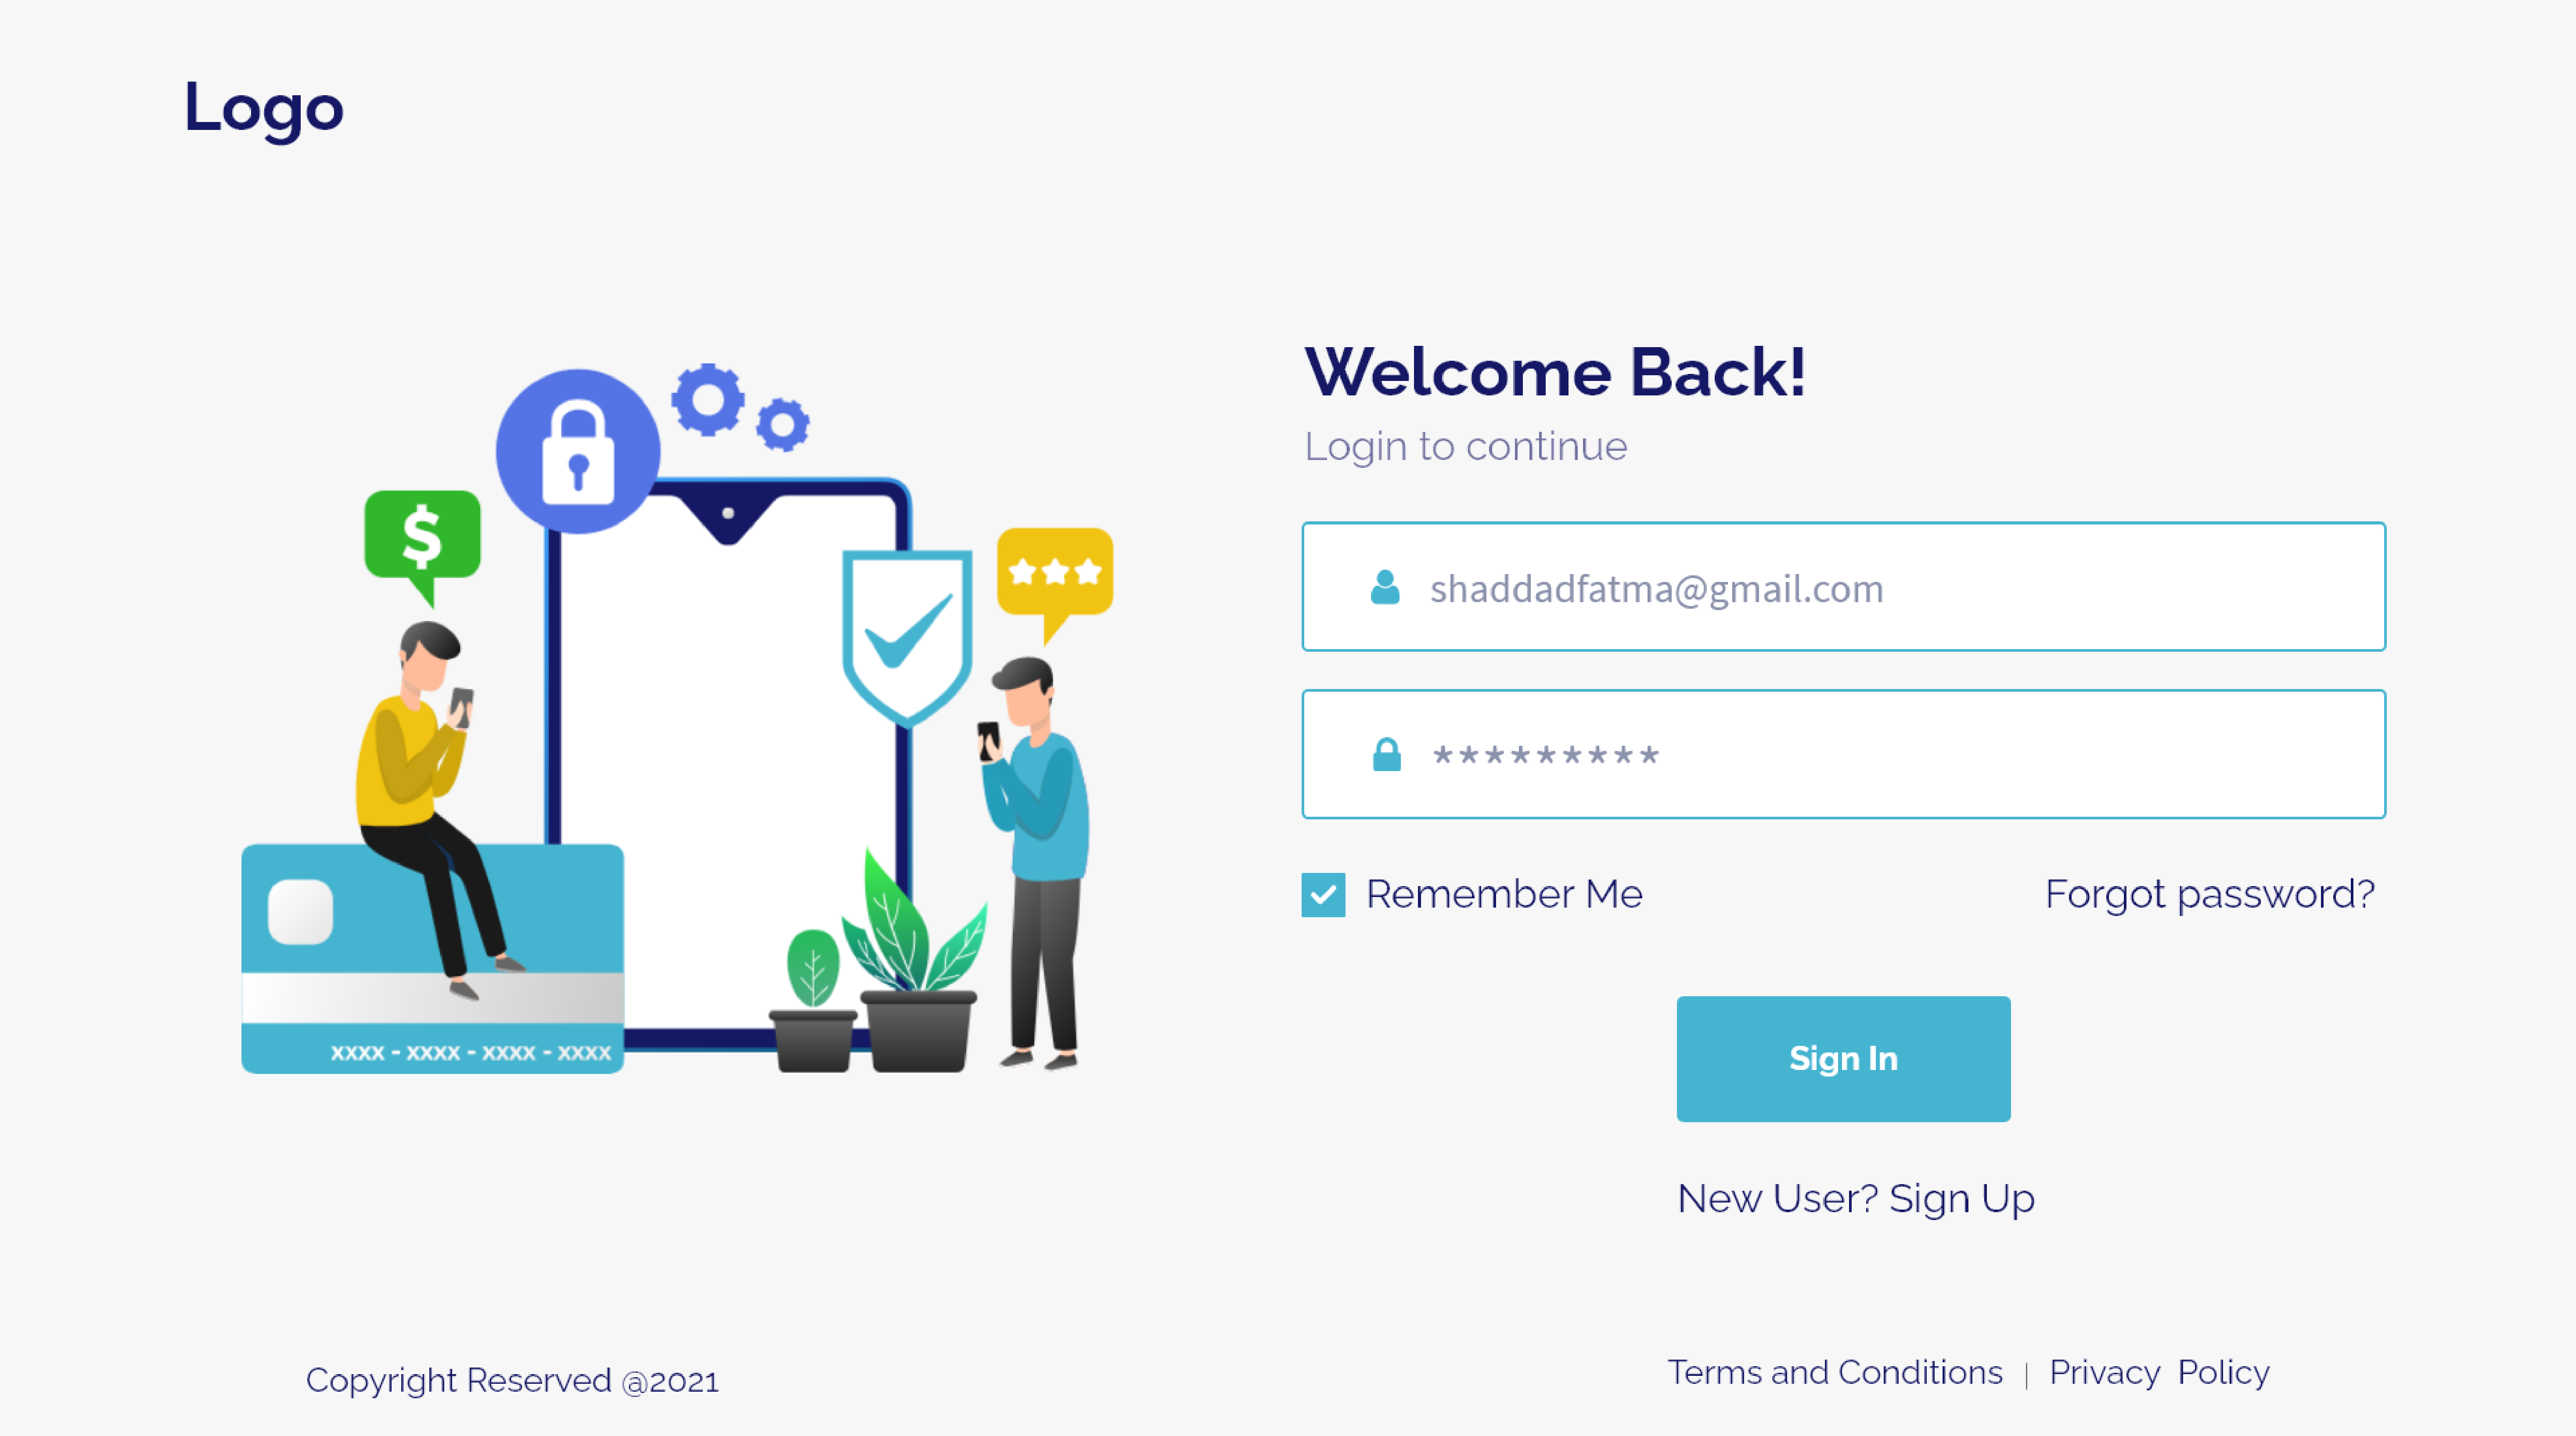 Logo
Welcome Back!
Login to continue
$
shaddadfatma@gmail.com
*********
Remember Me
Forgot password?
xxxx - xxxx - xxxx - xxxx
Sign In
New User? Sign Up
Copyright Reserved @2021
Terms and Conditions | Privacy Policy